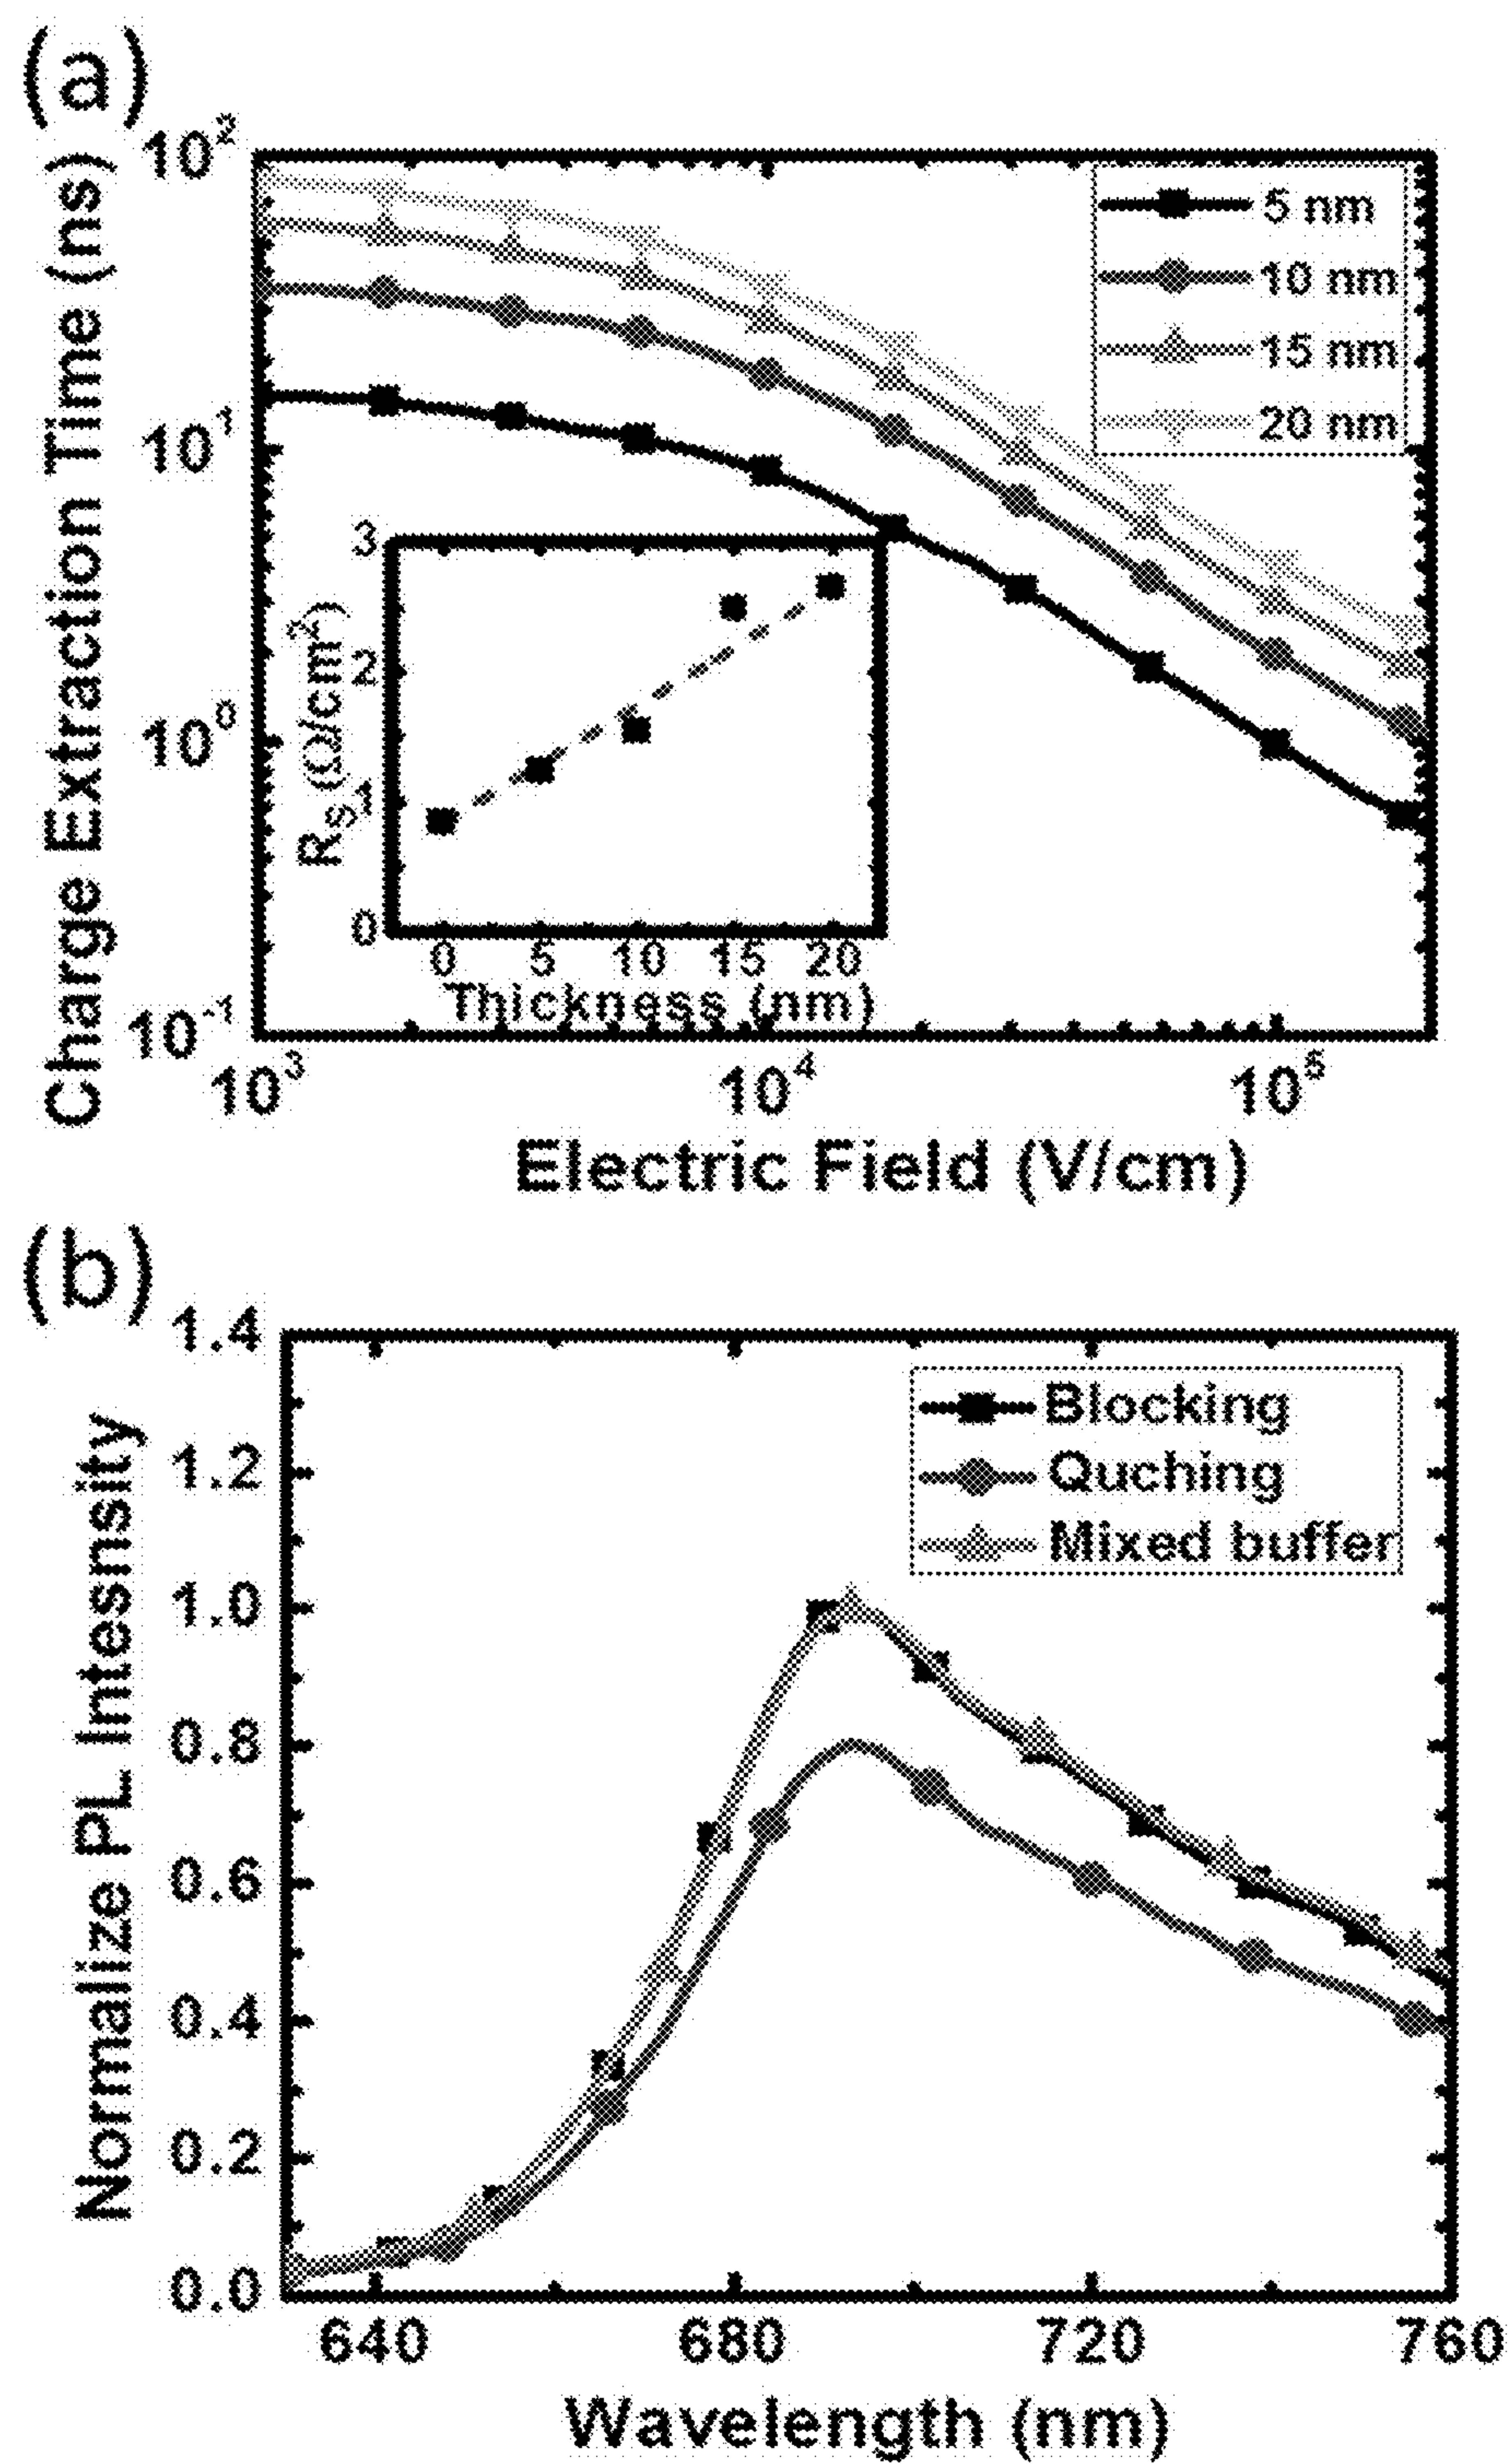 (a)
Charge Extraction Time (ns)
10²
10¹
10⁰
10⁻¹
5 nm
10 nm
15 nm
20 nm
R_S (Ω/cm²)
3
2
1
0
0 5 10 15 20
Thickness (nm)
10³ 10⁴ 10⁵
Electric Field (V/cm)
(b)
Normalize PL Intesnsity
1.4
1.2
1.0
0.8
0.6
0.4
0.2
0.0
Blocking
Quching
Mixed buffer
640 680 720 760
Wavelength (nm)